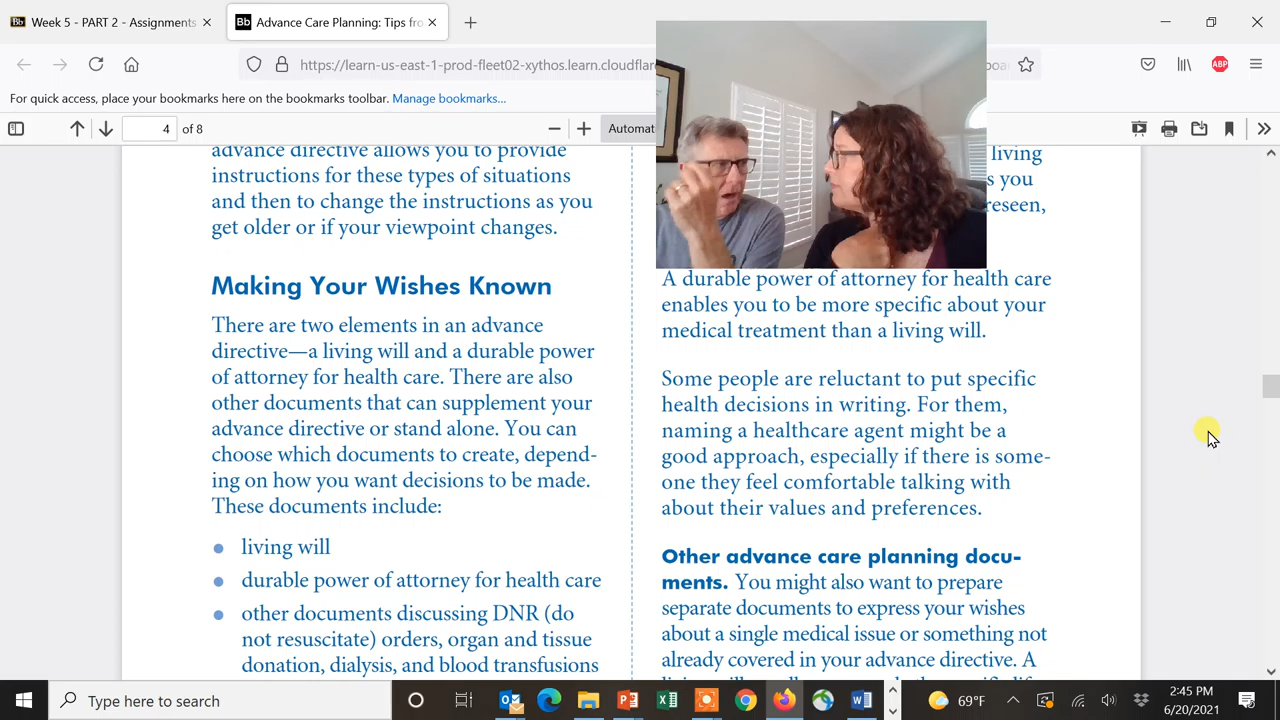 Week 5 - PART 2 - Assignments
Advance Care Planning: Tips fro
https://learn-us-east-1-prod-fleet02-xythos.learn.cloudflar
For quick access, place your bookmarks here on the bookmarks toolbar. Manage bookmarks...
4 of 8
Automat
advance directive allows you to provide
instructions for these types of situations
and then to change the instructions as you
get older or if your viewpoint changes.
Making Your Wishes Known
There are two elements in an advance
directive—a living will and a durable power
of attorney for health care. There are also
other documents that can supplement your
advance directive or stand alone. You can
choose which documents to create, depend-
ing on how you want decisions to be made.
These documents include:
living will
durable power of attorney for health care
other documents discussing DNR (do
not resuscitate) orders, organ and tissue
donation, dialysis, and blood transfusions
living
s you
reseen,
A durable power of attorney for health care
enables you to be more specific about your
medical treatment than a living will.
Some people are reluctant to put specific
health decisions in writing. For them,
naming a healthcare agent might be a
good approach, especially if there is some-
one they feel comfortable talking with
about their values and preferences.
Other advance care planning docu-
ments. You might also want to prepare
separate documents to express your wishes
about a single medical issue or something not
already covered in your advance directive. A
Type here to search
69°F
2:45 PM
6/20/2021